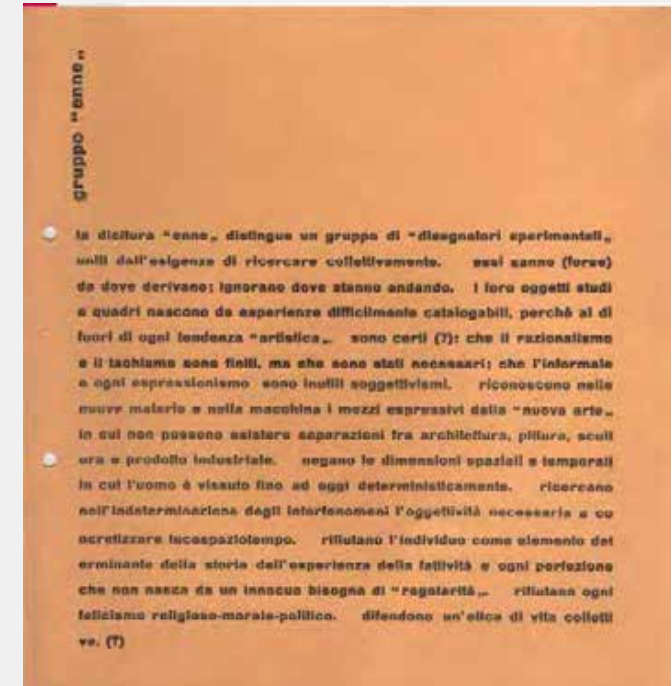 gruppo "enne„
la dicitura "enne„ distingue un gruppo di "disegnatori sperimentali„
uniti dall'esigenza di ricercare collettivamente. essi sanno (forse)
da dove derivano; ignorano dove stanno andando. i loro oggetti studi
e quadri nascono da esperienze difficilmente catalogabili, perchè al di
fuori di ogni tendenza "artistica„. sono certi (?): che il razionalismo
e il tachisme sono finiti, ma che sono stati necessari; che l'informale
e ogni espressionismo sono inutili soggettivismi. riconoscono nelle
nuove materie e nella macchina i mezzi espressivi della "nuova arte„
in cui non possono esistere separazioni fra architettura, pittura, scult
ura e prodotto industriale. negano le dimensioni spaziali e temporali
in cui l'uomo è vissuto fino ad oggi deterministicamente. ricercano
nell'indeterminazione degli interfenomeni l'oggettività necessaria a co
ncretizzare lucespaziotempo. rifiutano l'individuo come elemento det
erminante della storia dell'esperienza della fattività e ogni perfezione
che non nasca da un innocuo bisogno di "regolarità„. rifiutano ogni
feticismo religioso-morale-politico. difendono un'etica di vita colletti
va. (?)